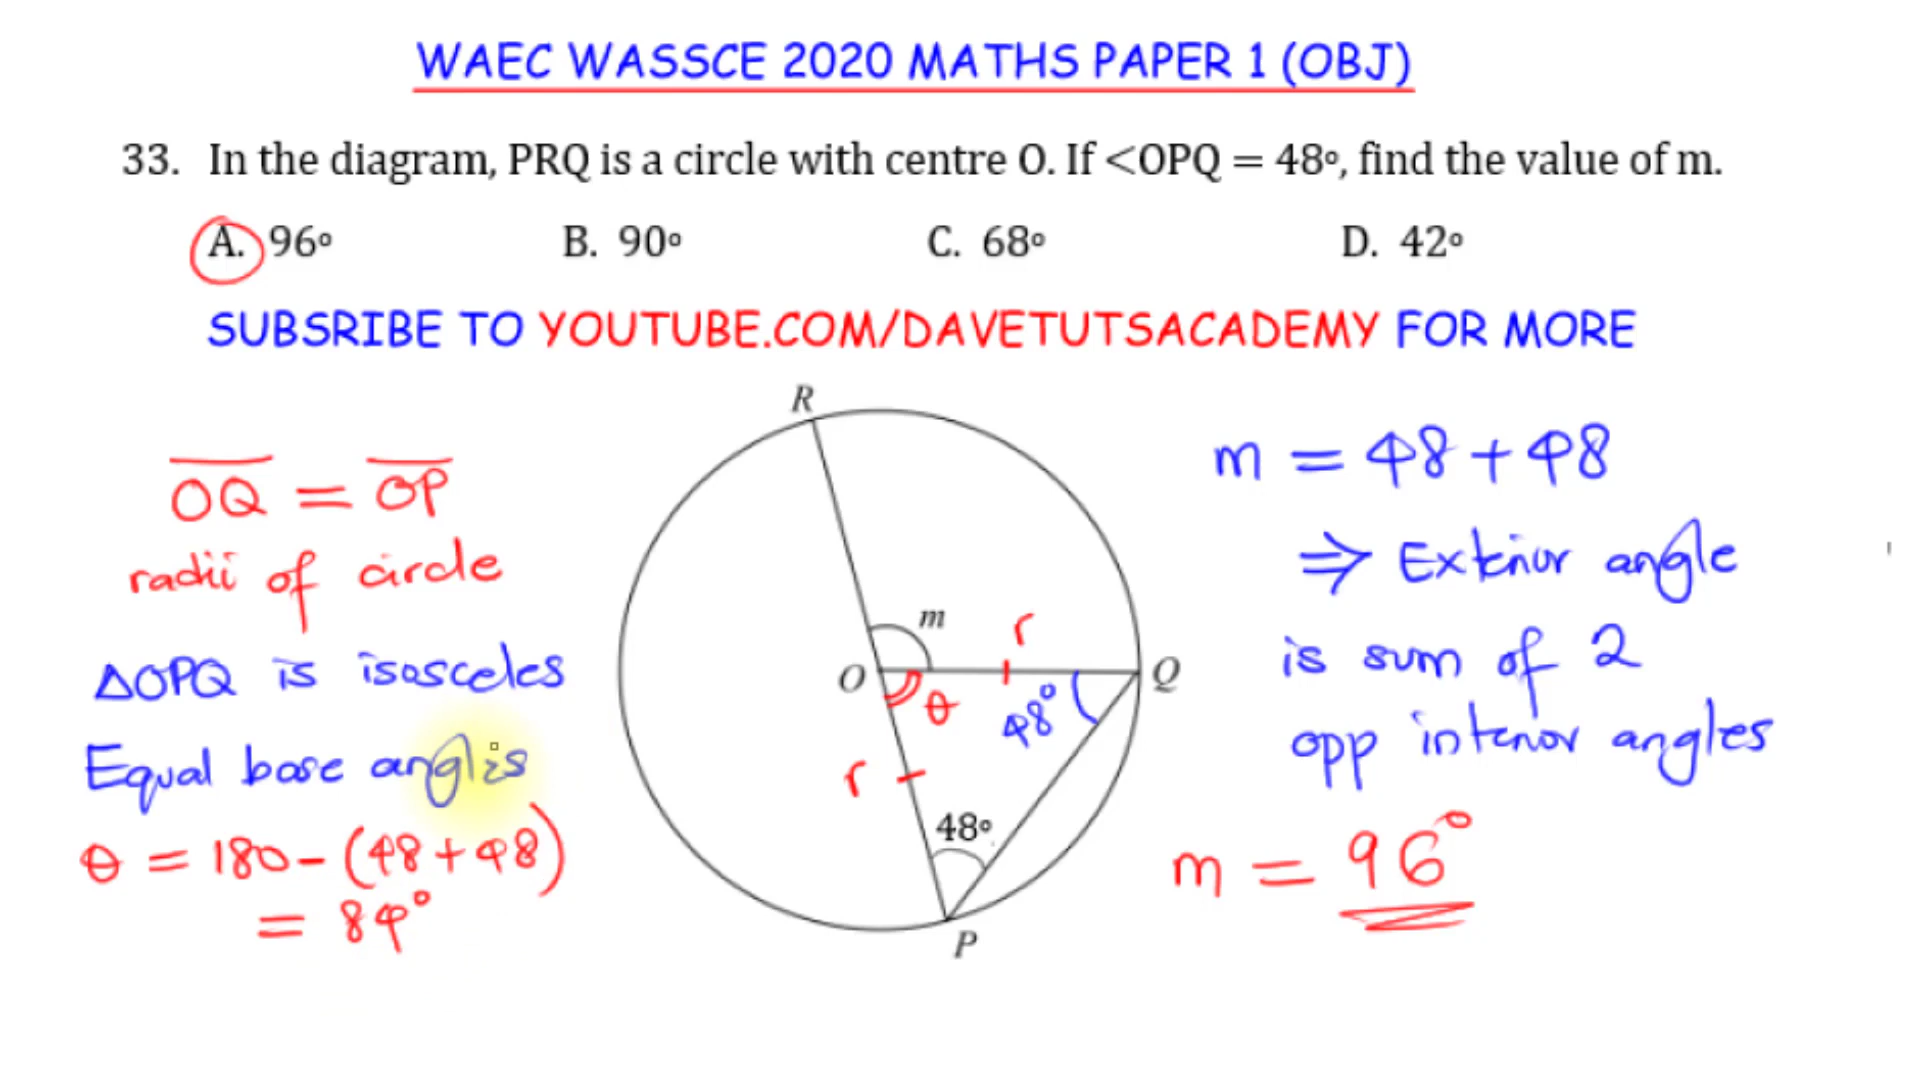 WAEC WASSCE 2020 MATHS PAPER 1 (OBJ)
33. In the diagram, PRQ is a circle with centre O. If <OPQ = 48°, find the value of m.
A. 96° B. 90° C. 68° D. 42°
SUBSRIBE TO YOUTUBE.COM/DAVETUTSACADEMY FOR MORE
OQ = OP
radii of circle
ΔOPQ is isosceles
Equal base angles
θ = 180 - (48 + 48)
= 84°
R
m
r
O
Q
θ
48°
r
48°
P
m = 48 + 48
⇒ Exterior angle
is sum of 2
opp interior angles
m = 96°